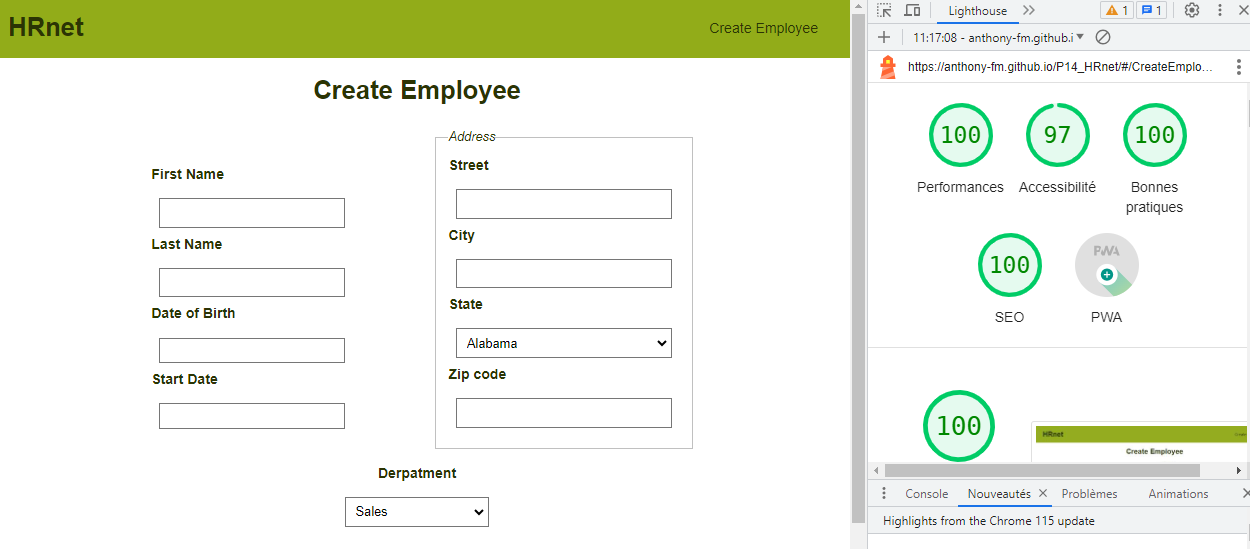 HRnet
Create Employee
Create Employee
First Name
Last Name
Date of Birth
Start Date
Address
Street
City
State
Alabama
Zip code
Derpatment
Sales
Lighthouse
1
1
11:17:08 - anthony-fm.github.i
https://anthony-fm.github.io/P14_HRnet/#/CreateEmplo...
100
97
100
Performances
Accessibilité
Bonnes
pratiques
100
PWA
SEO
PWA
100
HRnet
Create Employee
Console
Nouveautés
Problèmes
Animations
Highlights from the Chrome 115 update